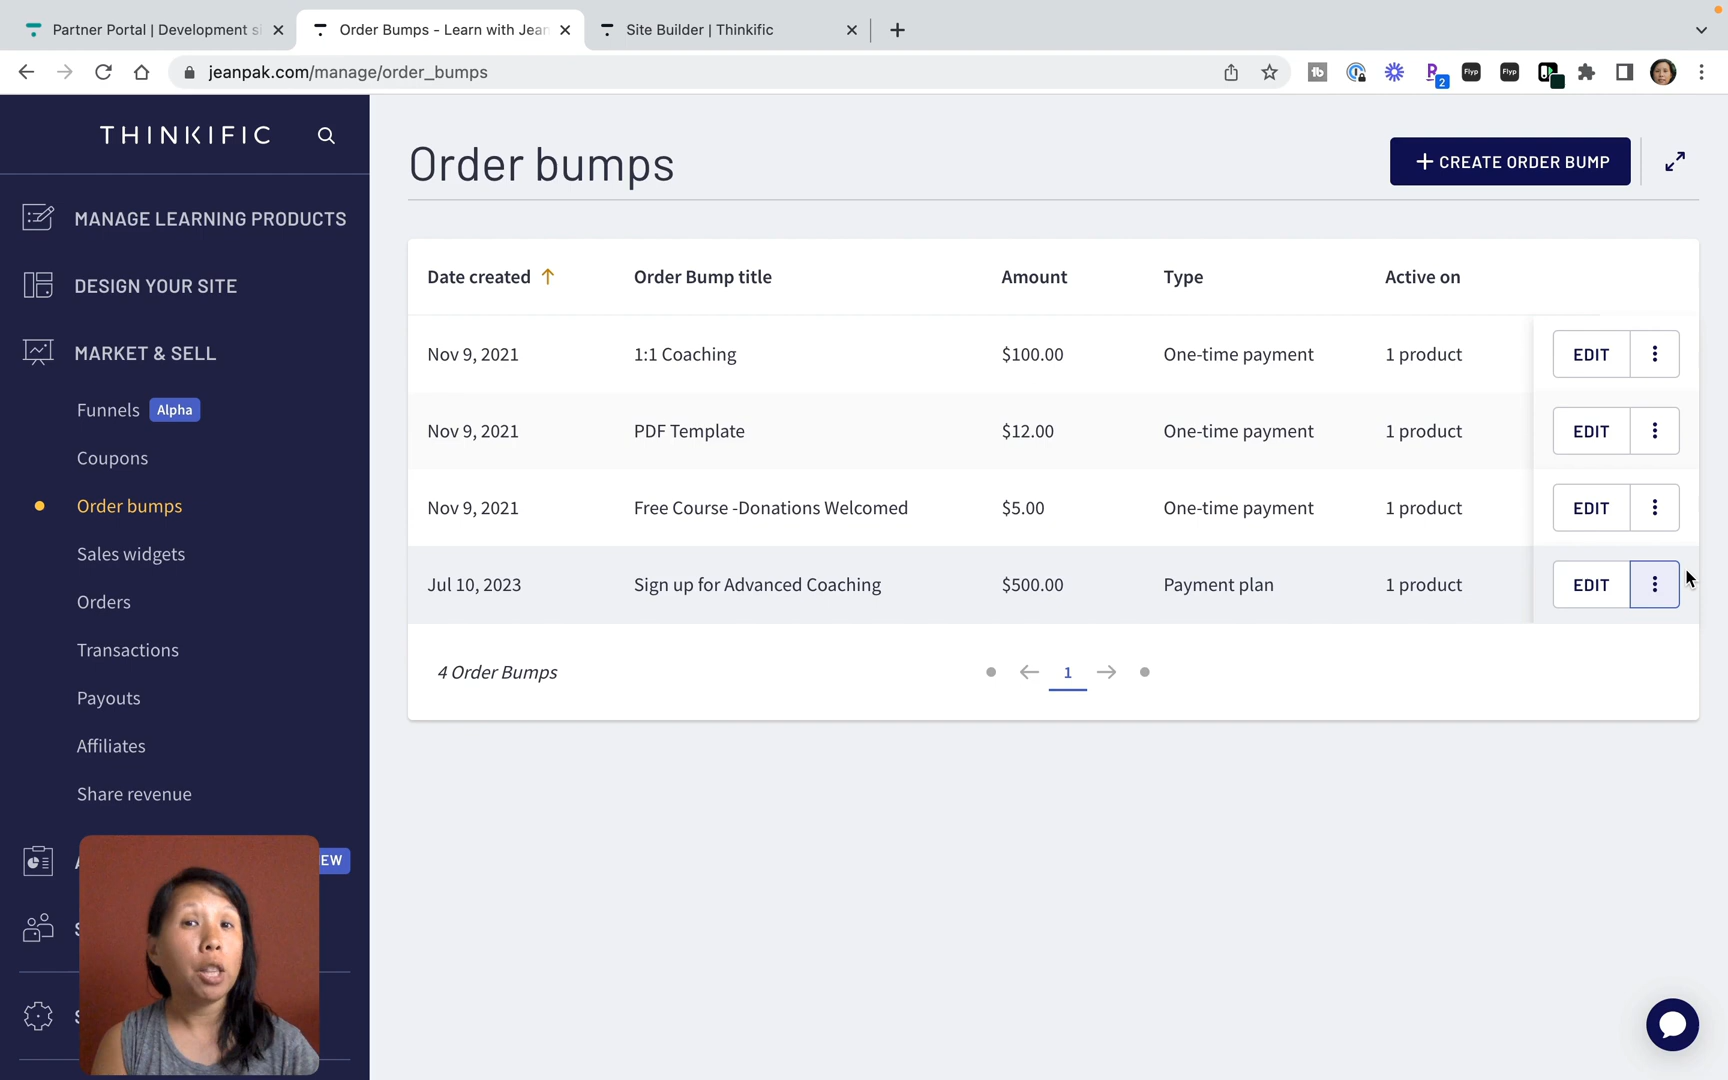 Partner Portal | Development si
Order Bumps - Learn with Jean
Site Builder | Thinkific
jeanpak.com/manage/order_bumps
2
Flyp
Flyp
THINKIFIC
MANAGE LEARNING PRODUCTS
DESIGN YOUR SITE
MARKET & SELL
Funnels Alpha
Coupons
Order bumps
Sales widgets
Orders
Transactions
Payouts
Affiliates
Share revenue
EW
Order bumps
+ CREATE ORDER BUMP
Date created ↑ Order Bump title Amount Type Active on
Nov 9, 2021 1:1 Coaching $100.00 One-time payment 1 product EDIT
Nov 9, 2021 PDF Template $12.00 One-time payment 1 product EDIT
Nov 9, 2021 Free Course -Donations Welcomed $5.00 One-time payment 1 product EDIT
Jul 10, 2023 Sign up for Advanced Coaching $500.00 Payment plan 1 product EDIT
4 Order Bumps
← 1 →